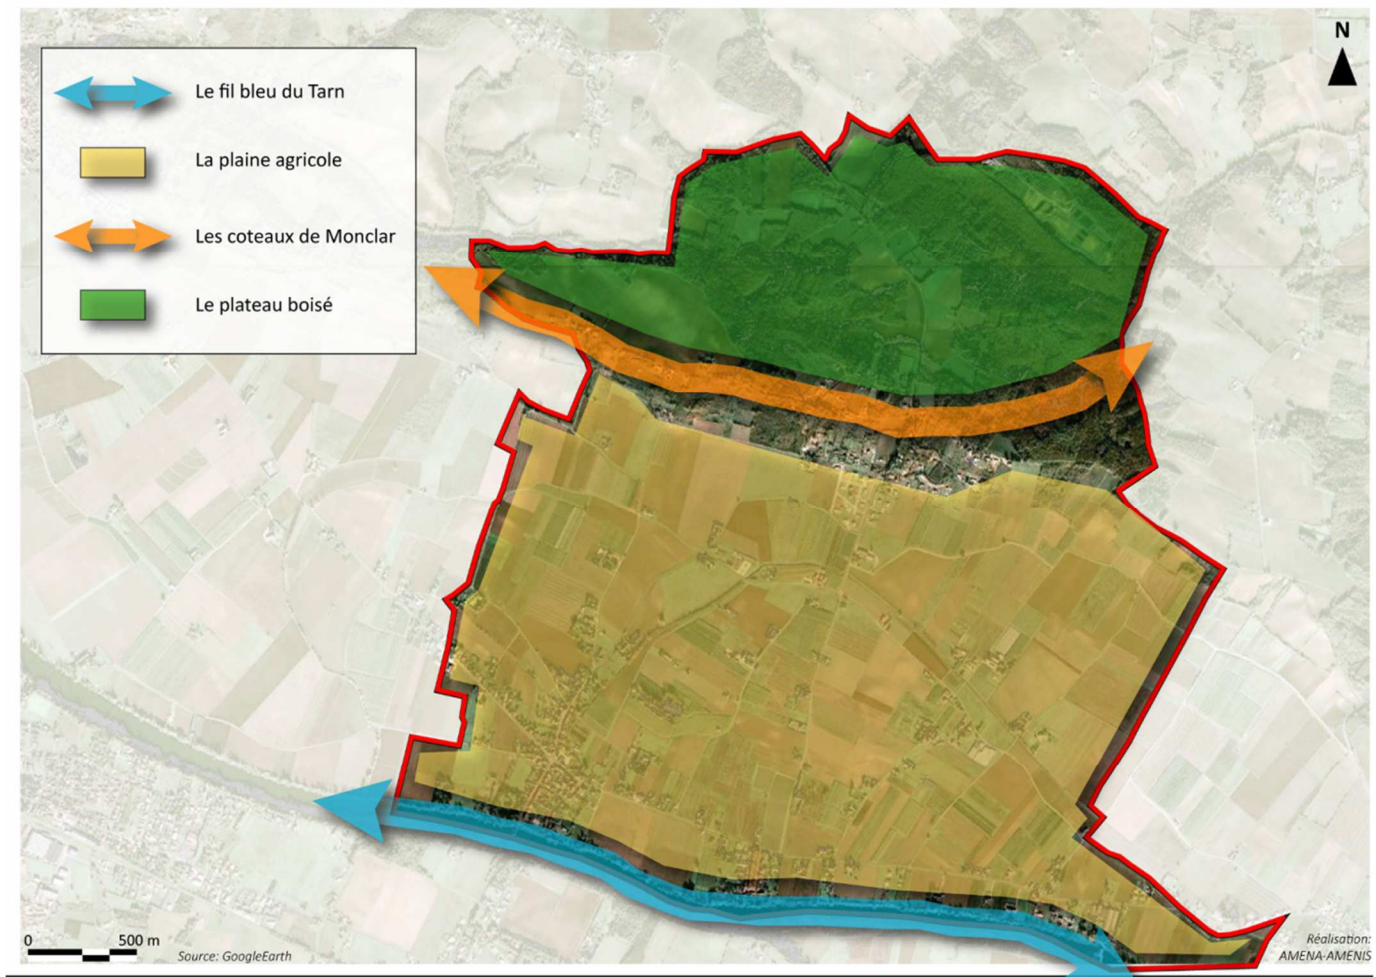 N
Le fil bleu du Tarn
La plaine agricole
Les coteaux de Monclar
Le plateau boisé
0 500 m
Source: GoogleEarth
Réalisation:
AMENA-AMENIS